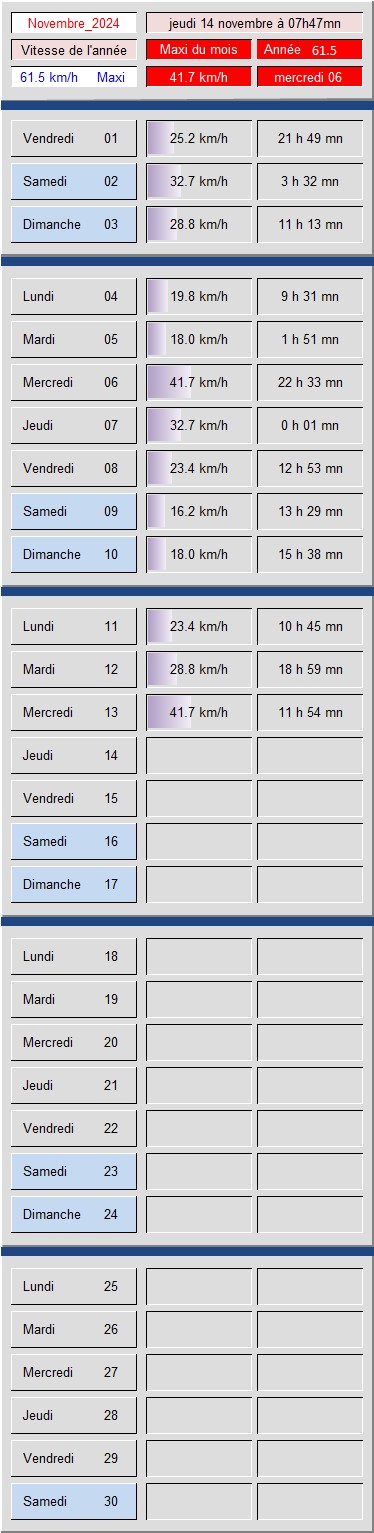 Novembre_2024 jeudi 14 novembre à 07h47mn
Vitesse de l'année Maxi du mois Année 61.5
61.5 km/h Maxi 41.7 km/h mercredi 06
Vendredi 01 25.2 km/h 21 h 49 mn
Samedi 02 32.7 km/h 3 h 32 mn
Dimanche 03 28.8 km/h 11 h 13 mn
Lundi 04 19.8 km/h 9 h 31 mn
Mardi 05 18.0 km/h 1 h 51 mn
Mercredi 06 41.7 km/h 22 h 33 mn
Jeudi 07 32.7 km/h 0 h 01 mn
Vendredi 08 23.4 km/h 12 h 53 mn
Samedi 09 16.2 km/h 13 h 29 mn
Dimanche 10 18.0 km/h 15 h 38 mn
Lundi 11 23.4 km/h 10 h 45 mn
Mardi 12 28.8 km/h 18 h 59 mn
Mercredi 13 41.7 km/h 11 h 54 mn
Jeudi 14
Vendredi 15
Samedi 16
Dimanche 17
Lundi 18
Mardi 19
Mercredi 20
Jeudi 21
Vendredi 22
Samedi 23
Dimanche 24
Lundi 25
Mardi 26
Mercredi 27
Jeudi 28
Vendredi 29
Samedi 30